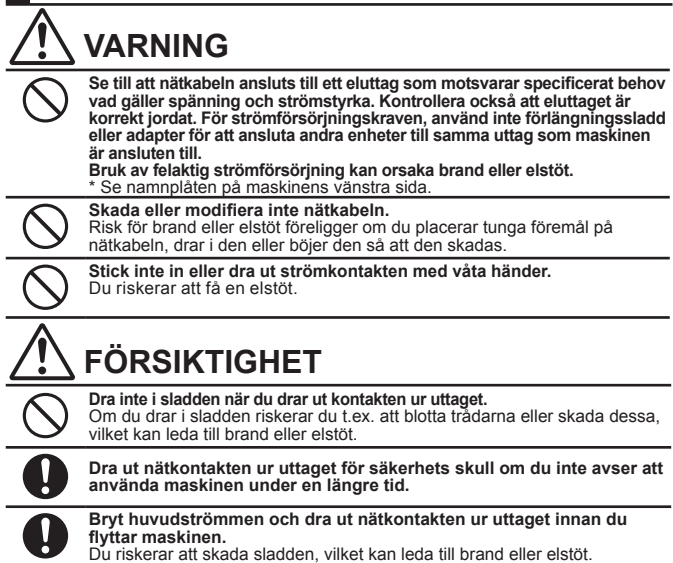 VARNING
Se till att nätkabeln ansluts till ett eluttag som motsvarar specificerat behov
vad gäller spänning och strömstyrka. Kontrollera också att eluttaget är
korrekt jordat. För strömförsörjningskraven, använd inte förlängningssladd
eller adapter för att ansluta andra enheter till samma uttag som maskinen
är ansluten till.
Bruk av felaktig strömförsörjning kan orsaka brand eller elstöt.
* Se namnplåten på maskinens vänstra sida.
Skada eller modifiera inte nätkabeln.
Risk för brand eller elstöt föreligger om du placerar tunga föremål på
nätkabeln, drar i den eller böjer den så att den skadas.
Stick inte in eller dra ut strömkontakten med våta händer.
Du riskerar att få en elstöt.
FÖRSIKTIGHET
Dra inte i sladden när du drar ut kontakten ur uttaget.
Om du drar i sladden riskerar du t.ex. att blotta trådarna eller skada dessa,
vilket kan leda till brand eller elstöt.
Dra ut nätkontakten ur uttaget för säkerhets skull om du inte avser att
använda maskinen under en längre tid.
Bryt huvudströmmen och dra ut nätkontakten ur uttaget innan du
flyttar maskinen.
Du riskerar att skada sladden, vilket kan leda till brand eller elstöt.